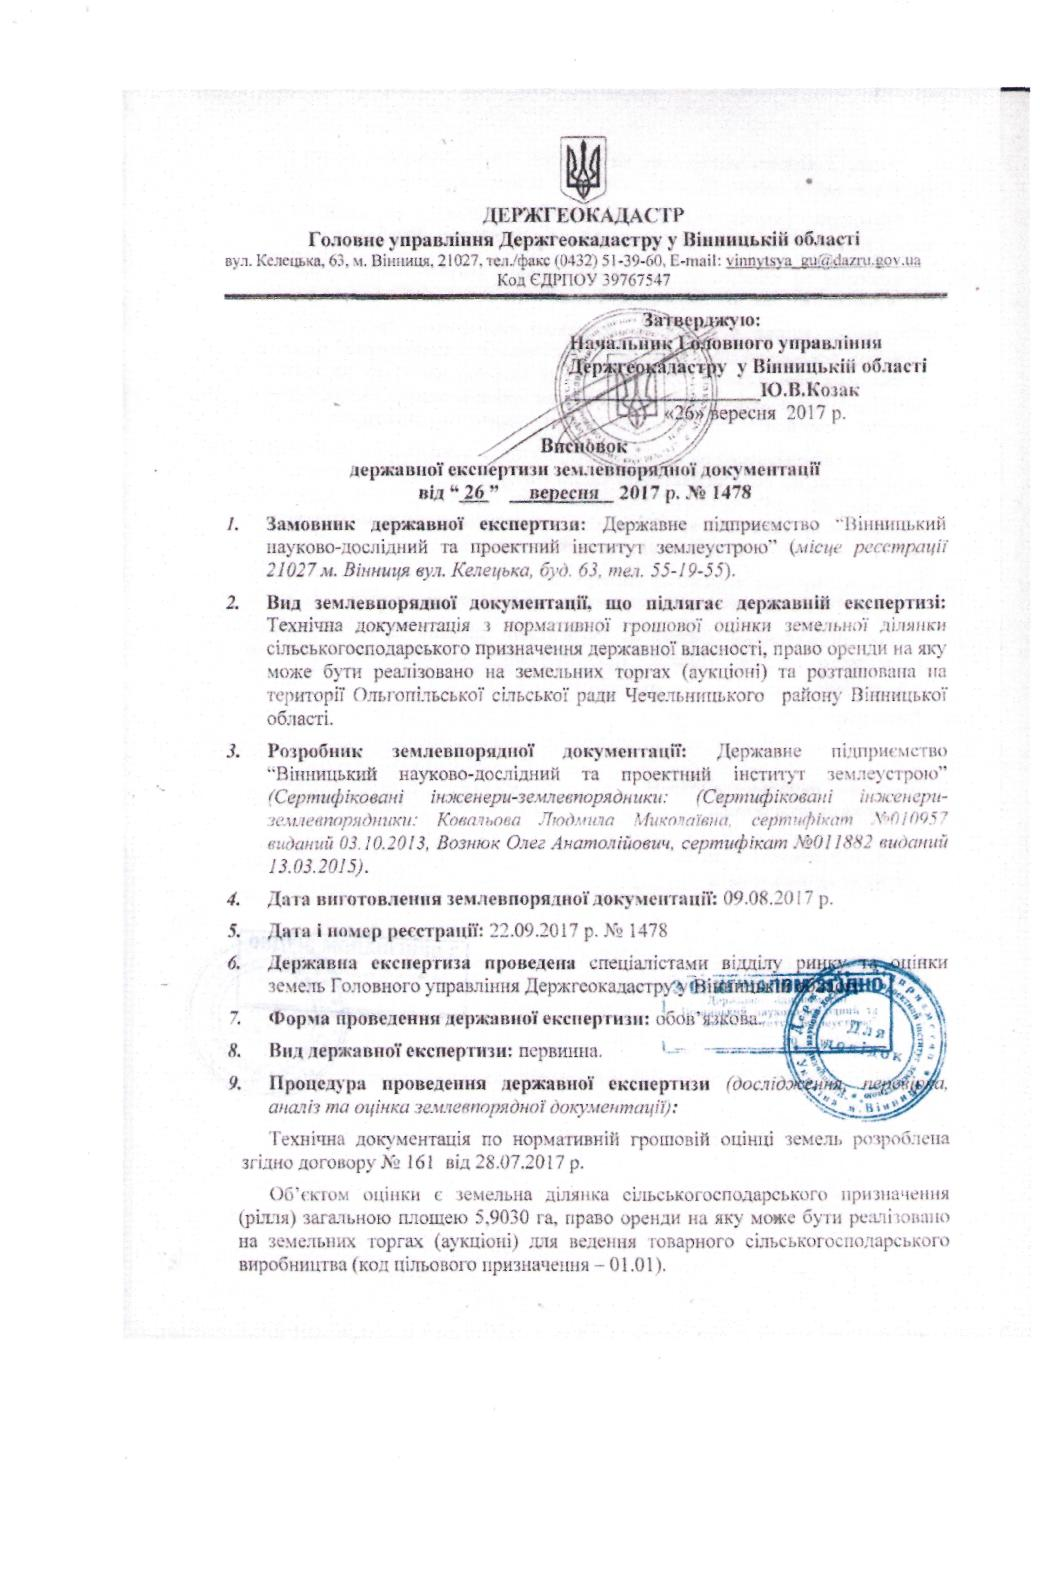 ДЕРЖГЕОКАДАСТР
Головне управління Держгеокадастру у Вінницькій області
вул. Келецька, 63, м. Вінниця, 21027, тел./факс (0432) 51-39-60, E-mail: vinnytsya_gu@dazru.gov.ua
Код ЄДРПОУ 39767547
Затверджую:
Начальник Головного управління
Держгеокадастру у Вінницькій області
Ю.В.Козак
«26» вересня 2017 р.
Висновок
державної експертизи землевпорядної документації
від “ 26 ” вересня 2017 р. № 1478
1. Замовник державної експертизи: Державне підприємство “Вінницький
науково-дослідний та проектний інститут землеустрою” (місце реєстрації
21027 м. Вінниця вул. Келецька, буд. 63, тел. 55-19-55).
2. Вид землевпорядної документації, що підлягає державній експертизі:
Технічна документація з нормативної грошової оцінки земельної ділянки
сільськогосподарського призначення державної власності, право оренди на яку
може бути реалізовано на земельних торгах (аукціоні) та розташована на
території Ольгопільської сільської ради Чечельницького району Вінницької
області.
3. Розробник землевпорядної документації: Державне підприємство
“Вінницький науково-дослідний та проектний інститут землеустрою”
(Сертифіковані інженери-землевпорядники: (Сертифіковані інженери-
землевпорядники: Ковальова Людмила Миколаївна, сертифікат №010957
виданий 03.10.2013, Вознюк Олег Анатолійович, сертифікат №011882 виданий
13.03.2015).
4. Дата виготовлення землевпорядної документації: 09.08.2017 р.
5. Дата і номер реєстрації: 22.09.2017 р. № 1478
6. Державна експертиза проведена спеціалістами відділу ринку та оцінки
земель Головного управління Держгеокадастру у Вінницькій
ЗГІДНО
7. Форма проведення державної експертизи: обов’язкова.
Для
довідок
8. Вид державної експертизи: первинна.
9. Процедура проведення державної експертизи (дослідження, перевірка,
аналіз та оцінка землевпорядної документації):
Технічна документація по нормативній грошовій оцінці земель розроблена
згідно договору № 161 від 28.07.2017 р.
Об’єктом оцінки є земельна ділянка сільськогосподарського призначення
(рілля) загальною площею 5,9030 га, право оренди на яку може бути реалізовано
на земельних торгах (аукціоні) для ведення товарного сільськогосподарського
виробництва (код цільового призначення – 01.01).